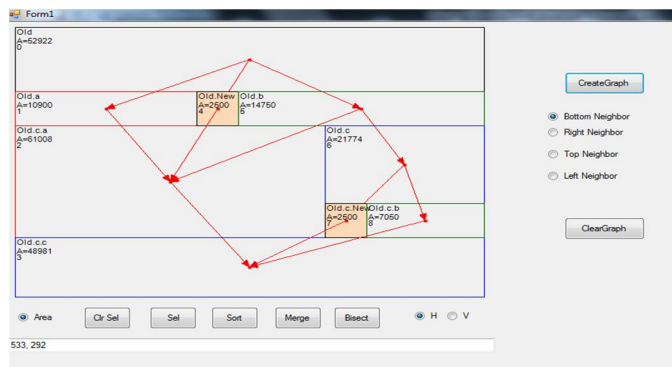 Form1
Old
A=52922
0
Old.a
A=10900
1
Old.New
A=2500
4
Old.b
A=14750
5
Old.c.a
A=61008
2
Old.c
A=21774
6
Old.c.New
A=2500
7
Old.c.b
A=7050
8
Old.c.c
A=48981
3
CreateGraph
Bottom Neighbor
Right Neighbor
Top Neighbor
Left Neighbor
ClearGraph
Area
Clr Sel
Sel
Sort
Merge
Bisect
H
V
533, 292